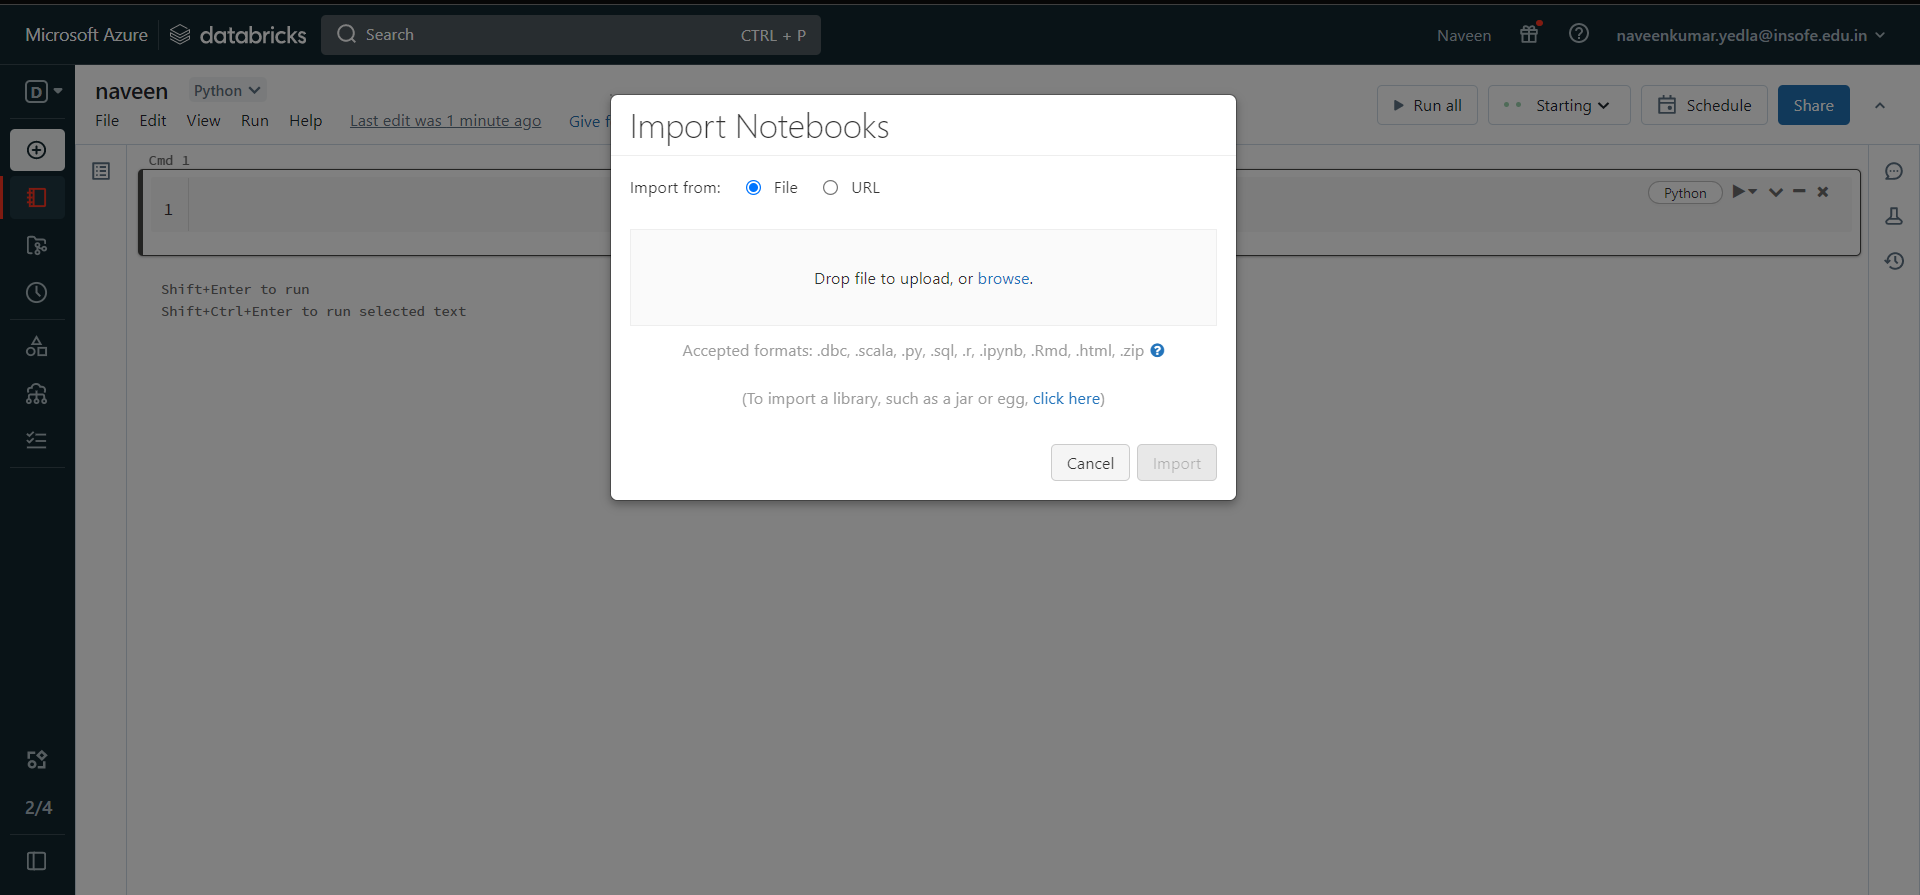 Microsoft Azure databricks Search CTRL + P Naveen naveenkumar.yedla@insofe.edu.in
D
naveen Python
File Edit View Run Help Last edit was 1 minute ago Give f
Run all Starting Schedule Share
Cmd 1
1
Python
Shift+Enter to run
Shift+Ctrl+Enter to run selected text
Import Notebooks
Import from: File URL
Drop file to upload, or browse.
Accepted formats: .dbc, .scala, .py, .sql, .r, .ipynb, .Rmd, .html, .zip ?
(To import a library, such as a jar or egg, click here)
Cancel Import
2/4